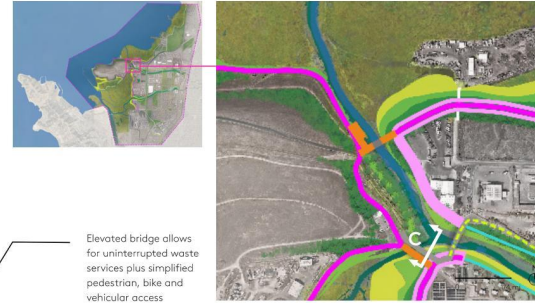 C
Elevated bridge allows
for uninterrupted waste
services plus simplified
pedestrian, bike and
vehicular access